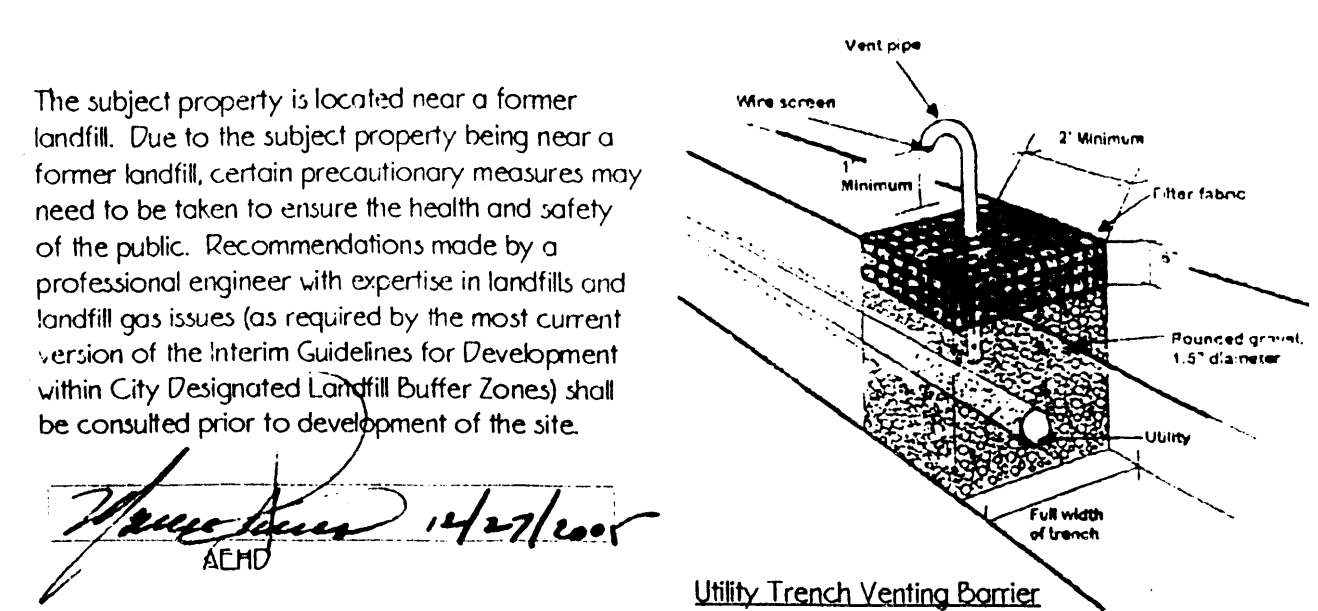 The subject property is located near a former
landfill. Due to the subject property being near a
former landfill, certain precautionary measures may
need to be taken to ensure the health and safety
of the public. Recommendations made by a
professional engineer with expertise in landfills and
landfill gas issues (as required by the most current
version of the Interim Guidelines for Development
within City Designated Landfill Buffer Zones) shall
be consulted prior to development of the site.
12/27/2005
AEHD
Vent pipe
Wire screen
2' Minimum
1'
Minimum
Filter fabric
6"
Rounded gravel,
1.5" diameter
Utility
Full width
of trench
Utility Trench Venting Barrier